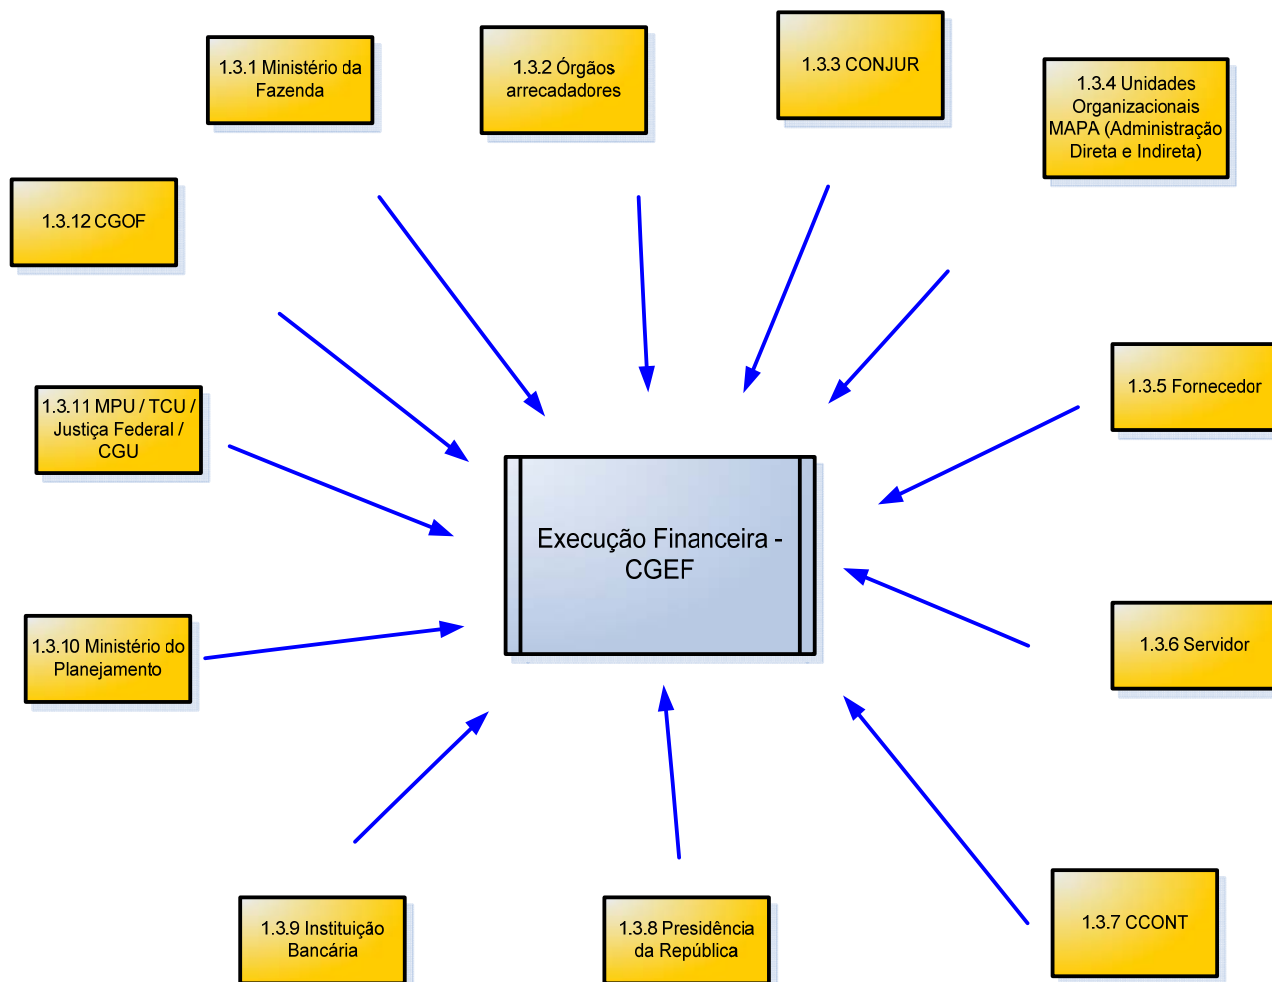 1.3.1 Ministério da
Fazenda
1.3.2 Órgãos
arrecadadores
1.3.3 CONJUR
1.3.4 Unidades
Organizacionais
MAPA (Administração
Direta e Indireta)
1.3.12 CGOF
1.3.11 MPU / TCU /
Justiça Federal /
CGU
1.3.5 Fornecedor
Execução Financeira -
CGEF
1.3.10 Ministério do
Planejamento
1.3.6 Servidor
1.3.9 Instituição
Bancária
1.3.8 Presidência
da República
1.3.7 CCONT